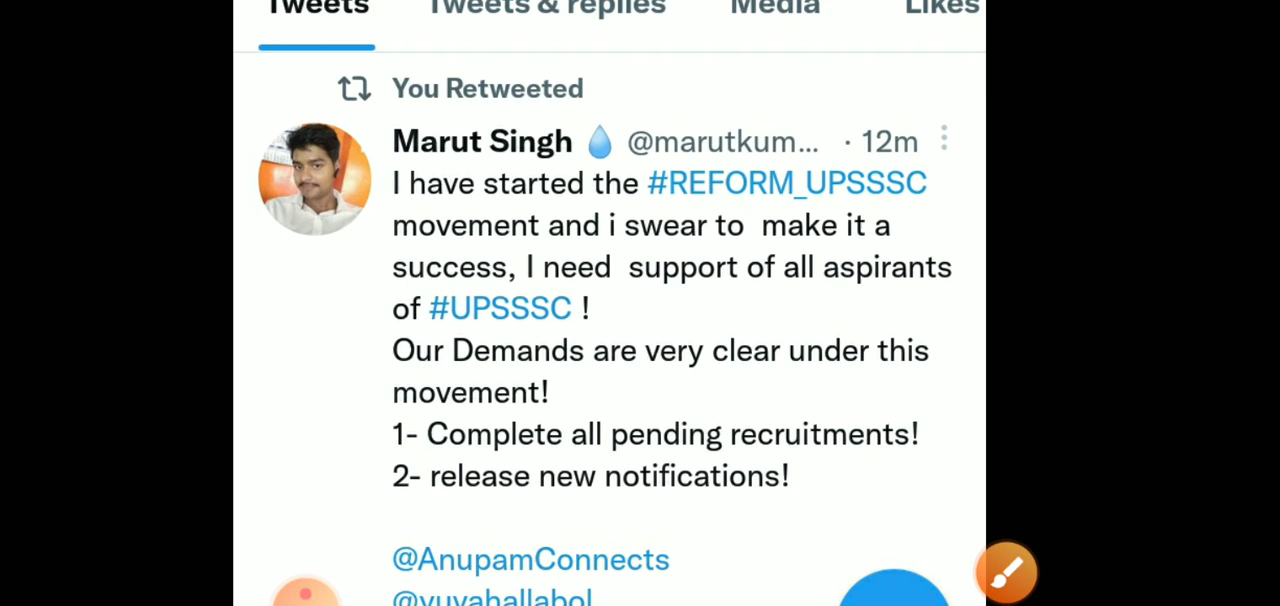 Tweets Tweets & replies Media Likes
You Retweeted
Marut Singh @marutkum... · 12m
I have started the #REFORM_UPSSSC
movement and i swear to make it a
success, I need support of all aspirants
of #UPSSSC !
Our Demands are very clear under this
movement!
1- Complete all pending recruitments!
2- release new notifications!
@AnupamConnects
@yuvahallabol